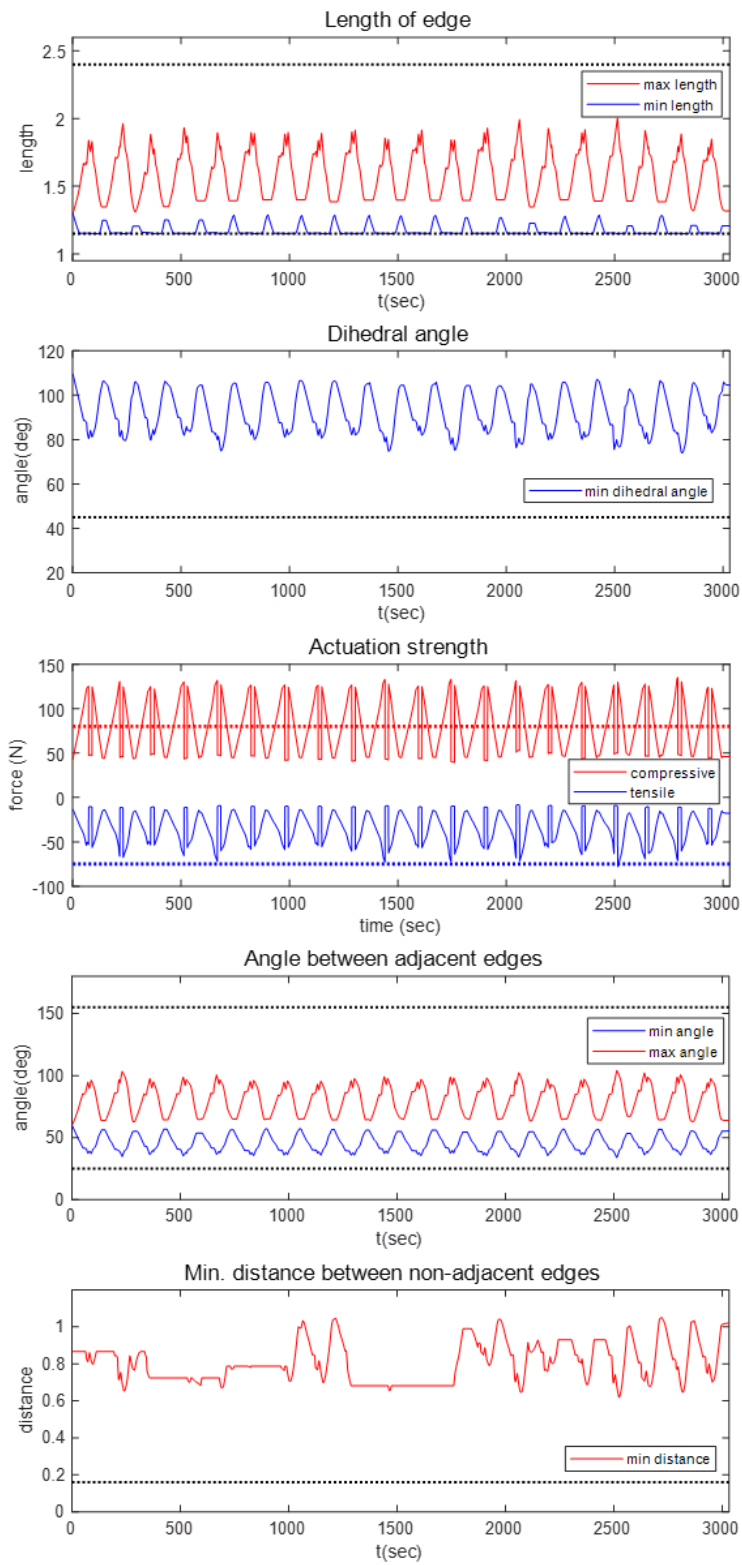 Length of edge
2.5
2
1.5
1
length
max length
min length
0 500 1000 1500 2000 2500 3000
t(sec)
Dihedral angle
120
100
80
60
40
20
angle(deg)
min dihedral angle
0 500 1000 1500 2000 2500 3000
t(sec)
Actuation strength
150
100
50
0
-50
-100
force (N)
compressive
tensile
0 500 1000 1500 2000 2500 3000
time (sec)
Angle between adjacent edges
150
100
50
0
angle(deg)
min angle
max angle
0 500 1000 1500 2000 2500 3000
t(sec)
Min. distance between non-adjacent edges
1
0.8
0.6
0.4
0.2
0
distance
min distance
0 500 1000 1500 2000 2500 3000
t(sec)